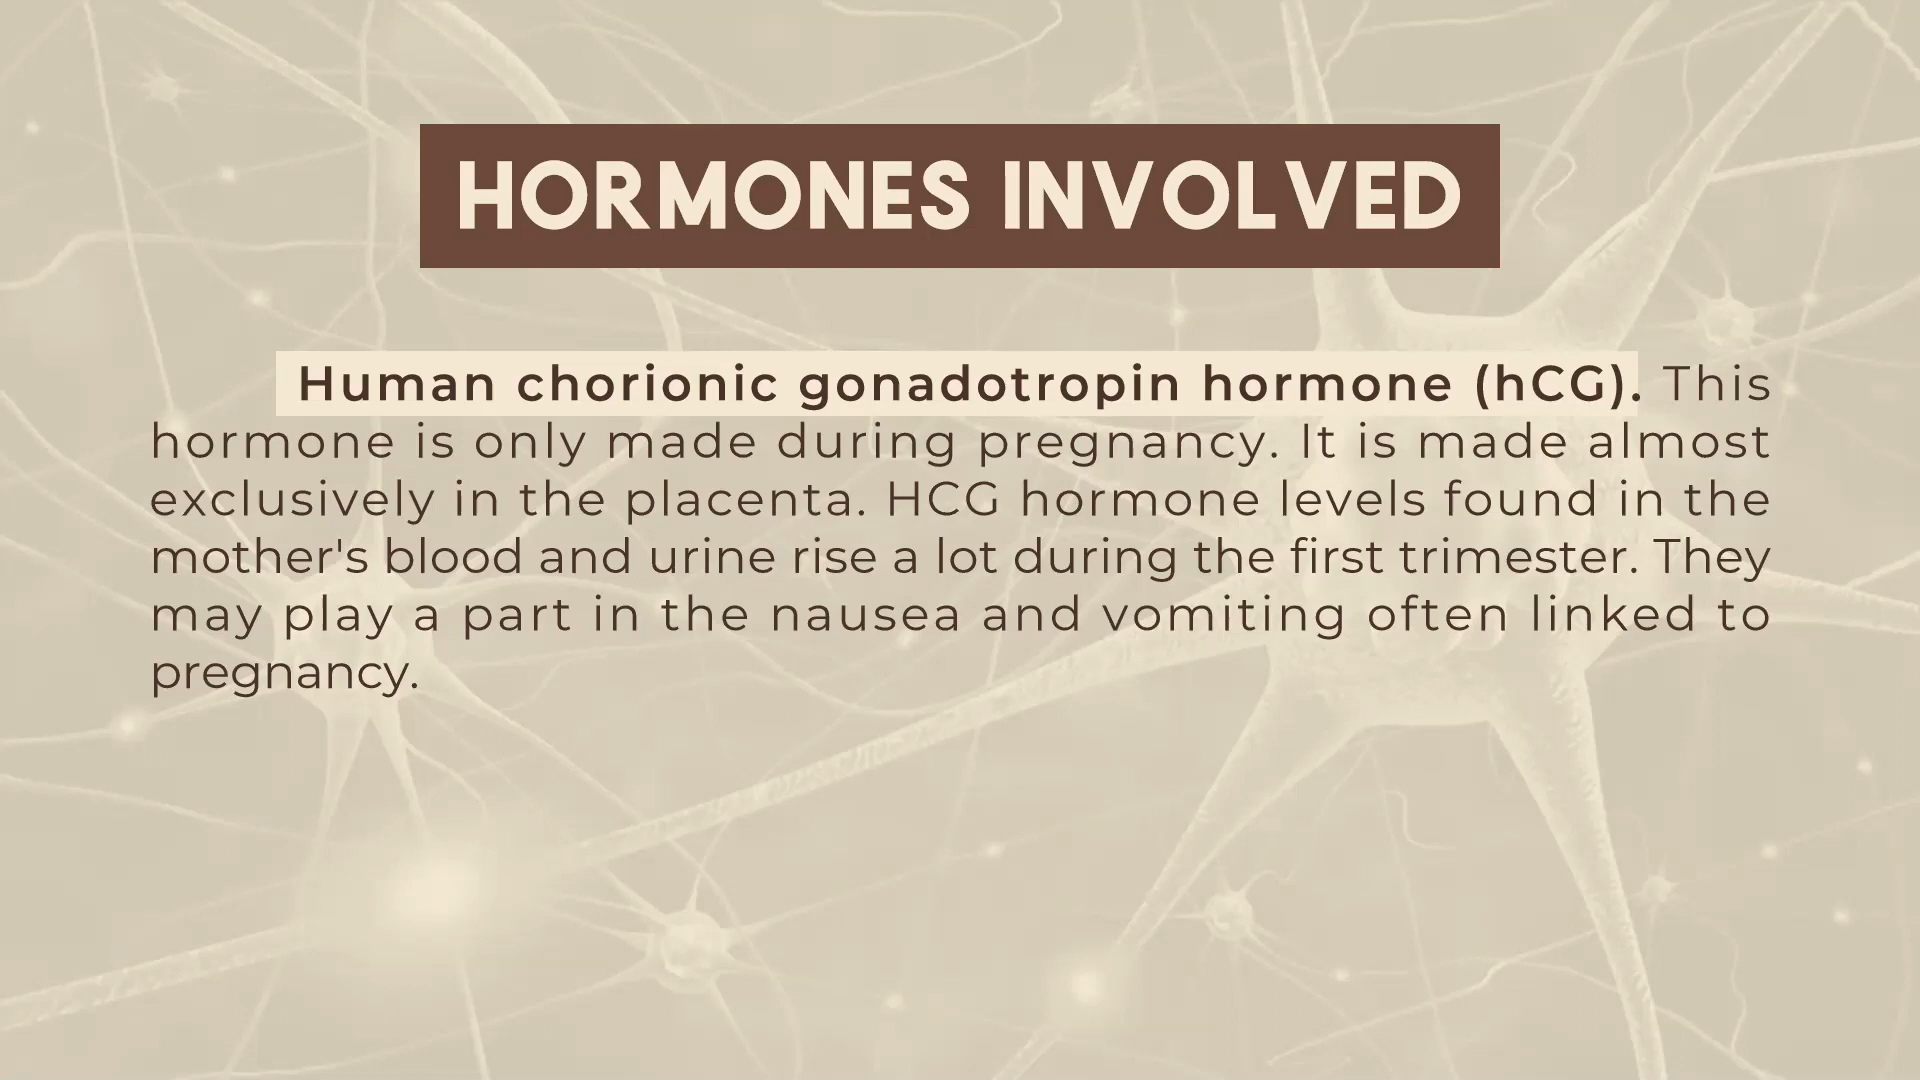 HORMONES INVOLVED
Human chorionic gonadotropin hormone (hCG). This
hormone is only made during pregnancy. It is made almost
exclusively in the placenta. HCG hormone levels found in the
mother's blood and urine rise a lot during the first trimester. They
may play a part in the nausea and vomiting often linked to
pregnancy.